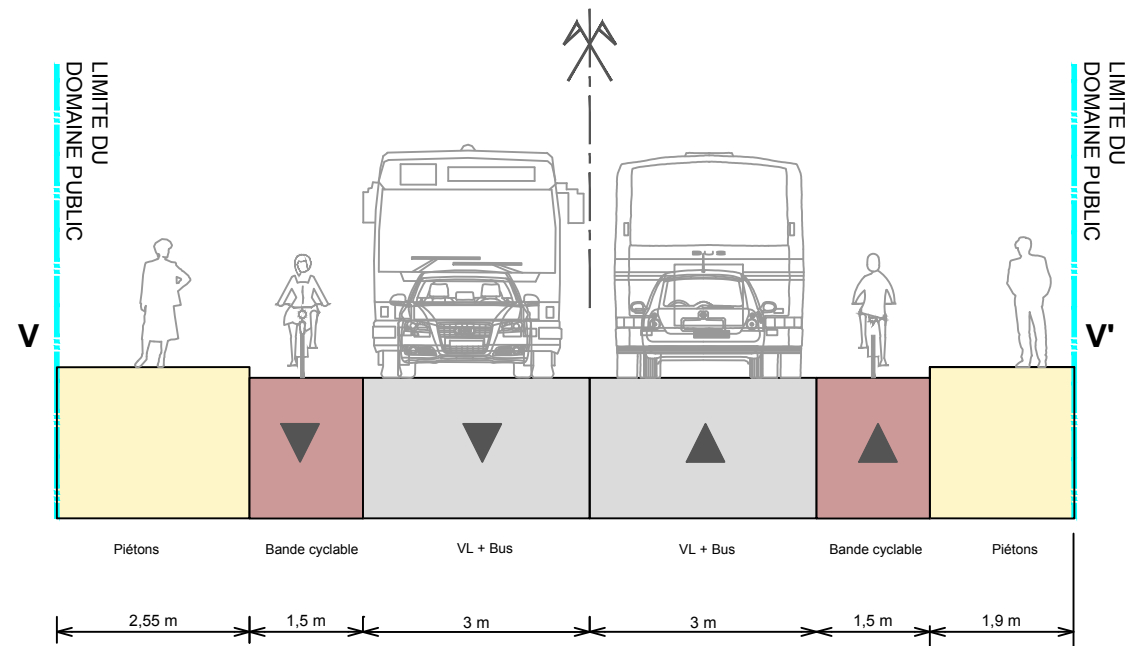 LIMITE DU
DOMAINE PUBLIC
LIMITE DU
DOMAINE PUBLIC
V
V'
BUS
Piétons
Bande cyclable
VL + Bus
VL + Bus
Bande cyclable
Piétons
2,55 m
1,5 m
3 m
3 m
1,5 m
1,9 m